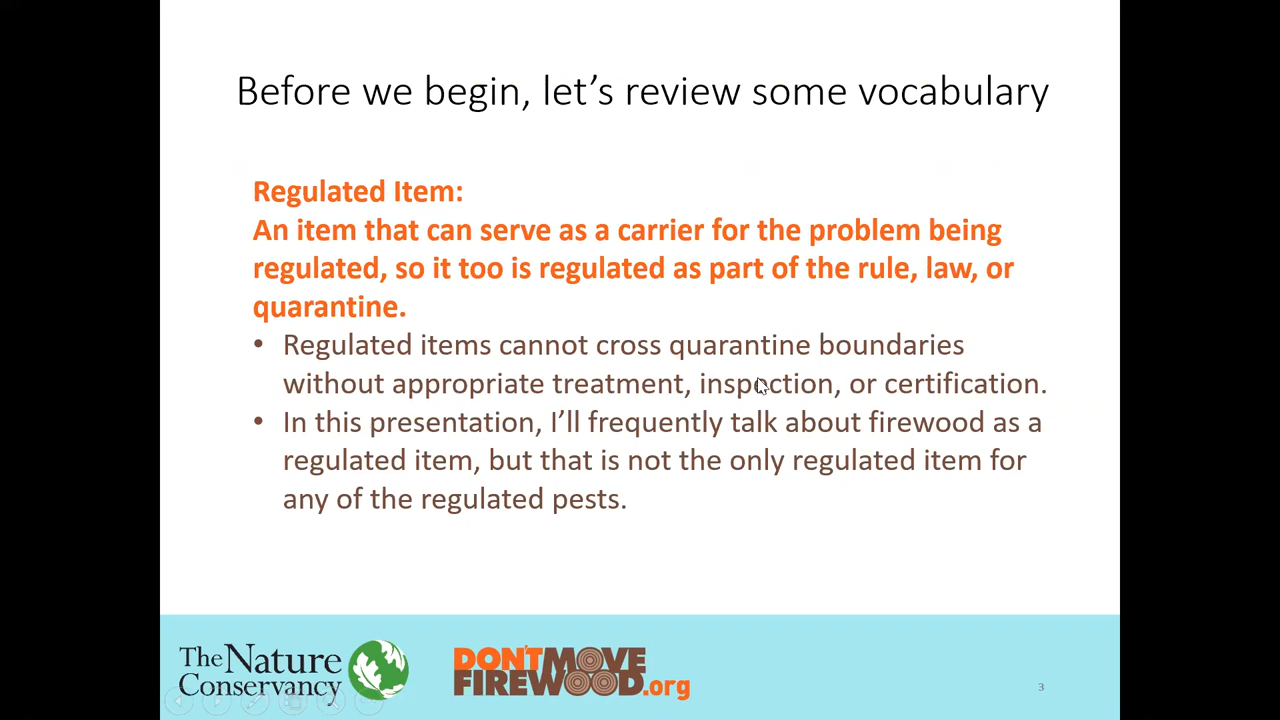 Before we begin, let’s review some vocabulary
Regulated Item:
An item that can serve as a carrier for the problem being
regulated, so it too is regulated as part of the rule, law, or
quarantine.
• Regulated items cannot cross quarantine boundaries
without appropriate treatment, inspection, or certification.
• In this presentation, I’ll frequently talk about firewood as a
regulated item, but that is not the only regulated item for
any of the regulated pests.
The Nature
Conservancy
DON'T MOVE
FIREWOOD.org
3